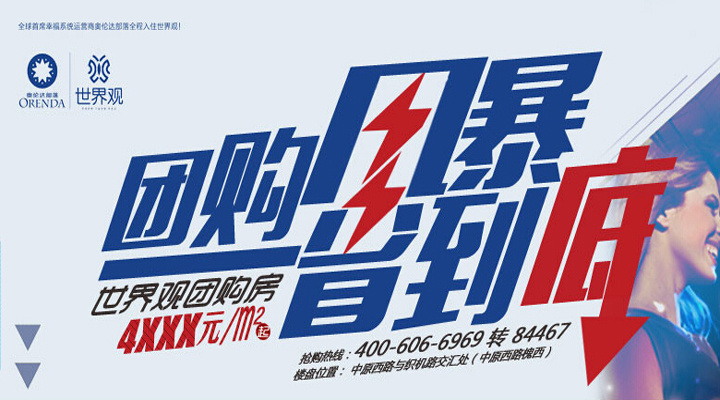 全球首席幸福系统运营商奥伦达部落全程入住世界观!
奥伦达部落
ORENDA
世界观
团购风暴
省到底
世界观团购房
4XXX元/m²起
抢购热线:400-606-6969 转 84467
楼盘位置: 中原西路与织机路交汇处(中原西路槐西)